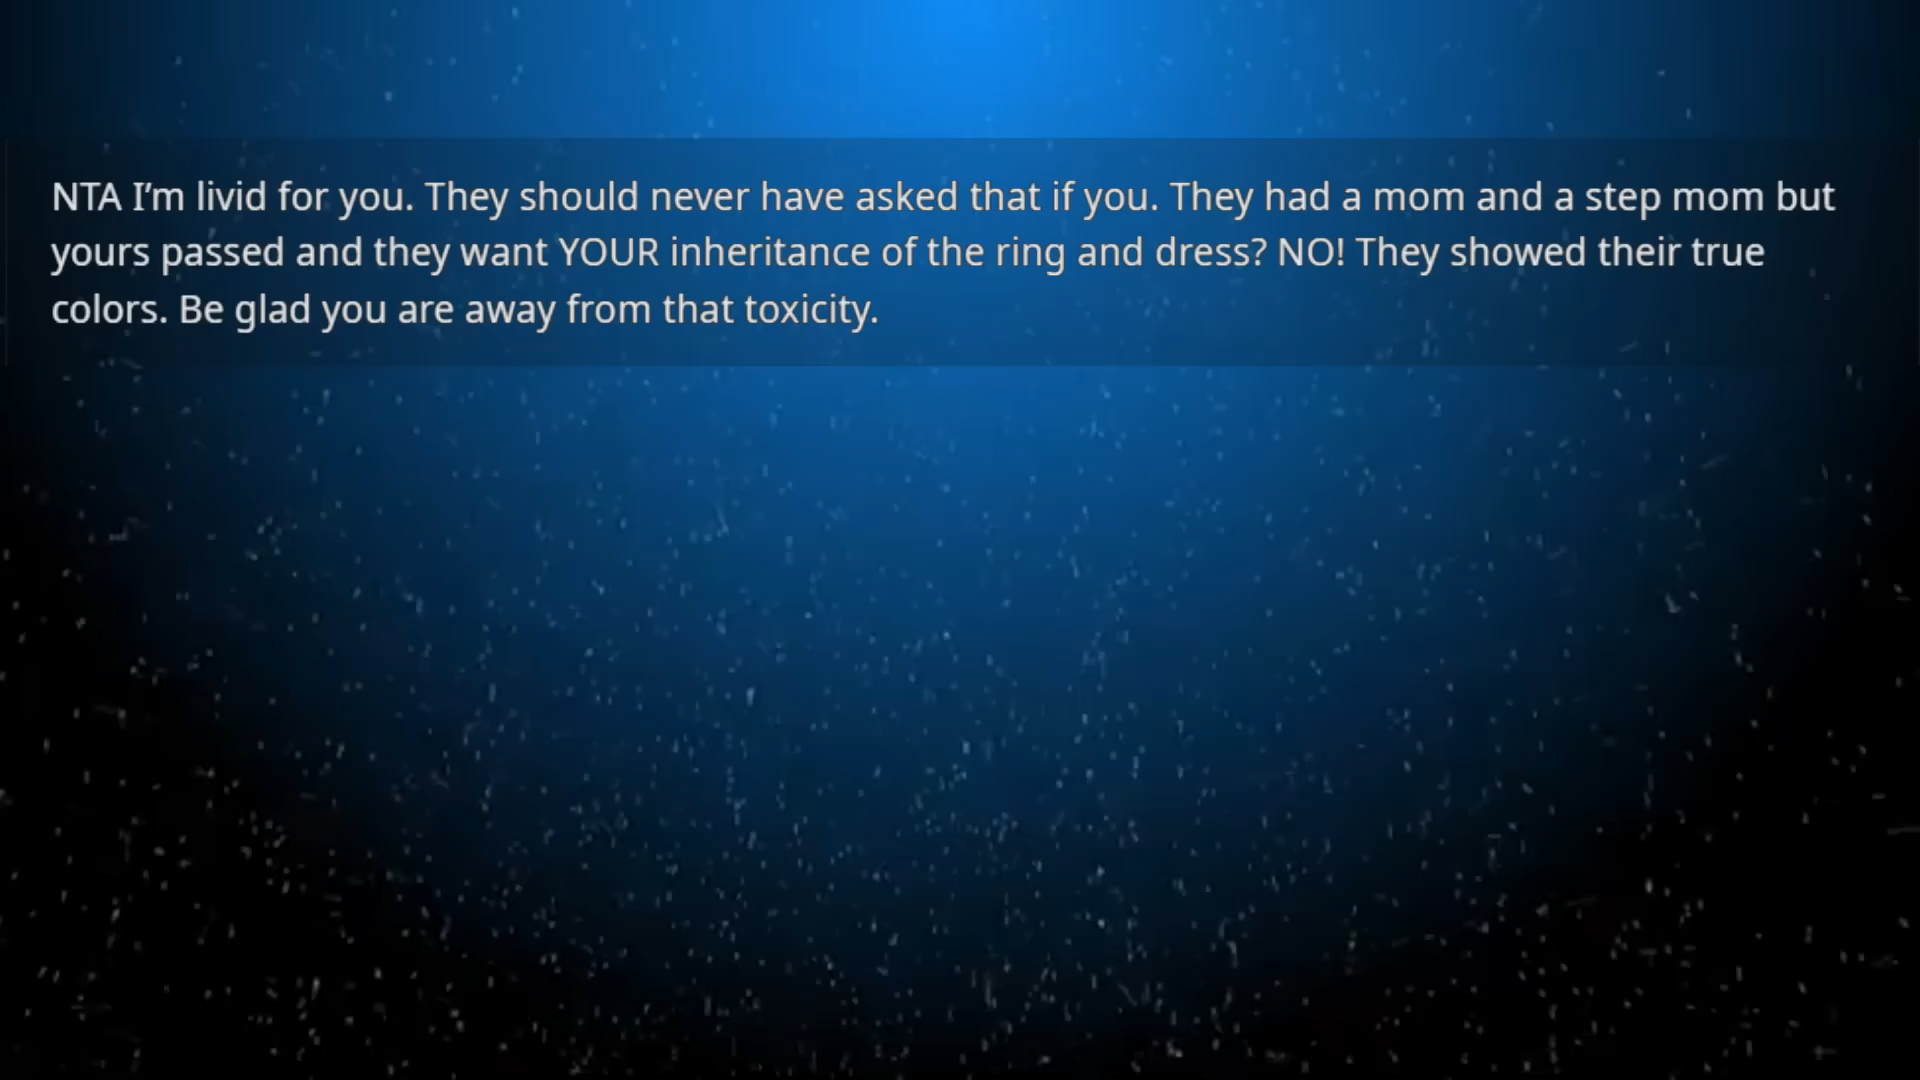 NTA I’m livid for you. They should never have asked that if you. They had a mom and a step mom but
yours passed and they want YOUR inheritance of the ring and dress? NO! They showed their true
colors. Be glad you are away from that toxicity.